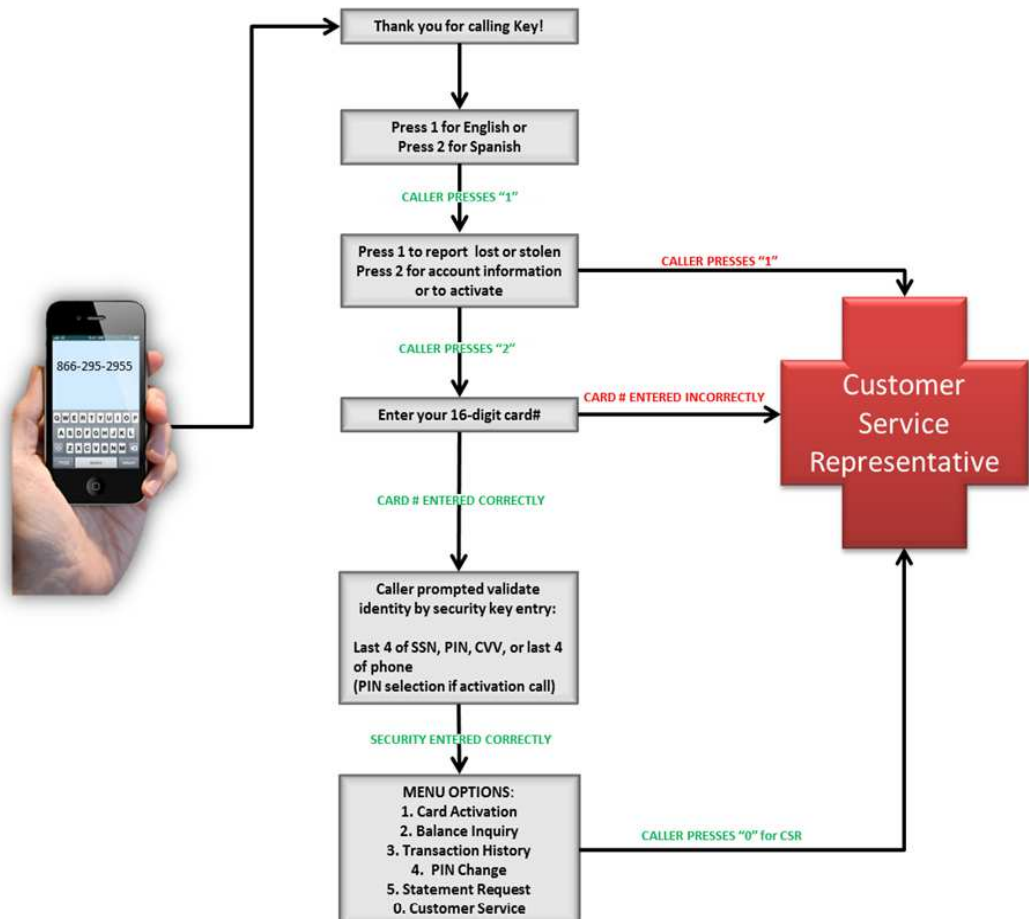 Thank you for calling Key!
Press 1 for English or
Press 2 for Spanish
CALLER PRESSES “1”
Press 1 to report lost or stolen
Press 2 for account information
or to activate
CALLER PRESSES “1”
CALLER PRESSES “2”
866-295-2955
Q W E R T Y U I O P
A S D F G H J K L
Z X C V B N M
Enter your 16-digit card#
CARD # ENTERED INCORRECTLY
Customer
Service
Representative
CARD # ENTERED CORRECTLY
Caller prompted validate
identity by security key entry:
Last 4 of SSN, PIN, CVV, or last 4
of phone
(PIN selection if activation call)
SECURITY ENTERED CORRECTLY
MENU OPTIONS:
1. Card Activation
2. Balance Inquiry
3. Transaction History
4. PIN Change
5. Statement Request
0. Customer Service
CALLER PRESSES “0” for CSR